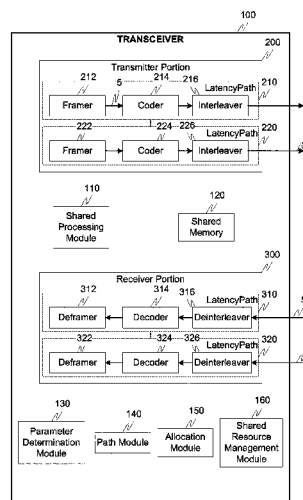 100
TRANSCEIVER
200
Transmitter Portion
212 5 214 216 LatencyPath 210
Framer Coder Interleaver
222 224 226 LatencyPath 220
Framer Coder Interleaver
110
Shared Processing Module
120
Shared Memory
300
Receiver Portion
312 314 316 LatencyPath 310
Deframer Decoder Deinterleaver
322 324 326 LatencyPath 320
Deframer Decoder Deinterleaver
130
Parameter Determination Module
140
Path Module
150
Allocation Module
160
Shared Resource Management Module